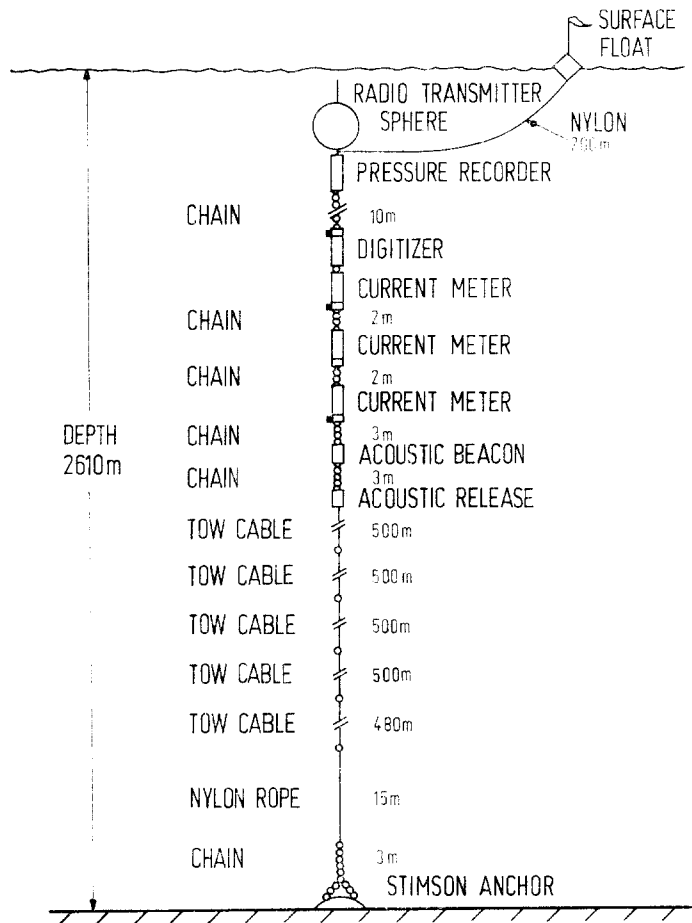 SURFACE
FLOAT
RADIO TRANSMITTER
SPHERE
NYLON
200m
PRESSURE RECORDER
CHAIN 10m
DIGITIZER
CURRENT METER
CHAIN 2m
CURRENT METER
CHAIN 2m
CURRENT METER
CHAIN 3m
DEPTH
2610m
ACOUSTIC BEACON
CHAIN 3m
ACOUSTIC RELEASE
TOW CABLE 500m
TOW CABLE 500m
TOW CABLE 500m
TOW CABLE 500m
TOW CABLE 480m
NYLON ROPE 15m
CHAIN 3m
STIMSON ANCHOR